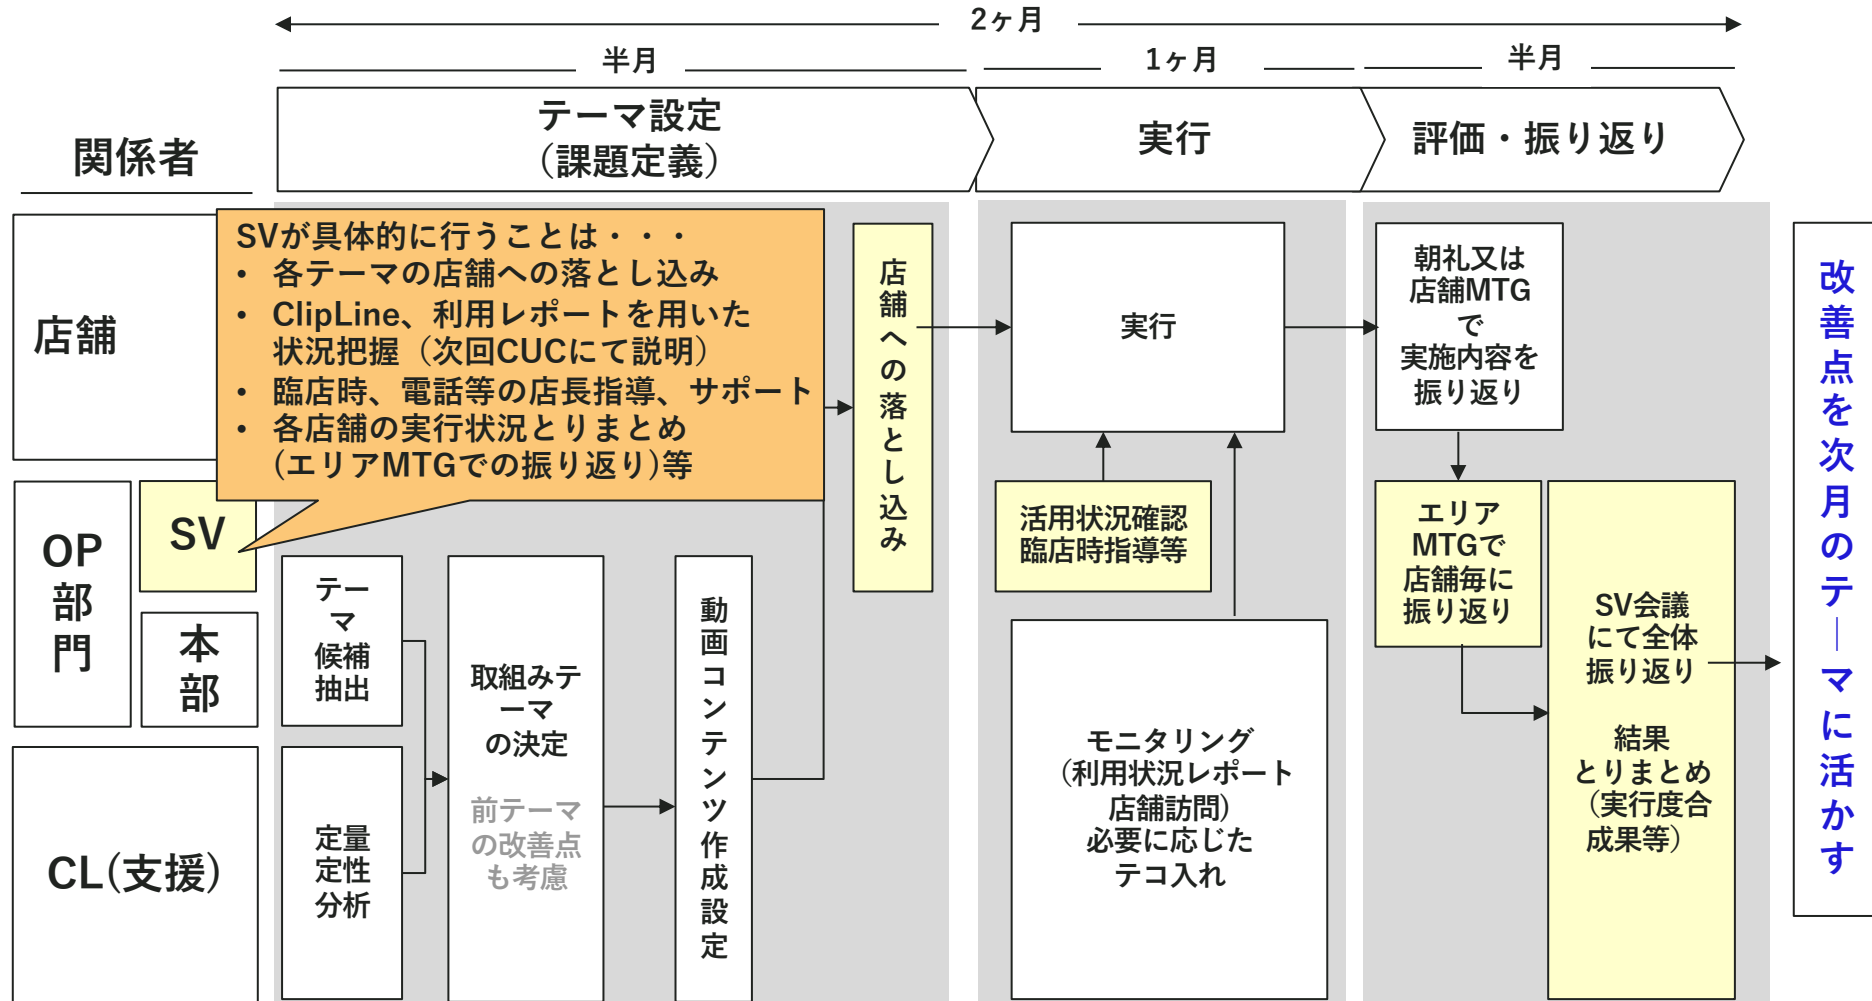 2ヶ月
半月
1ヶ月
半月
関係者
テーマ設定
（課題定義）
実行
評価・振り返り
店舗
SVが具体的に行うことは・・・
• 各テーマの店舗への落とし込み
• ClipLine、利用レポートを用いた
状況把握（次回CUCにて説明）
• 臨店時、電話等の店長指導、サポート
• 各店舗の実行状況とりまとめ
(エリアMTGでの振り返り)等
店舗への落とし込み
実行
朝礼又は
店舗MTG
で
実施内容を
振り返り
OP
部
門
SV
本
部
テー
マ
候補
抽出
取組みテ
ーマ
の決定
前テーマ
の改善点
も考慮
動画コンテンツ作成設定
活用状況確認
臨店時指導等
エリア
MTGで
店舗毎に
振り返り
SV会議
にて全体
振り返り
結果
とりまとめ
（実行度合
成果等）
CL(支援)
定量
定性
分析
モニタリング
（利用状況レポート
店舗訪問）
必要に応じた
テコ入れ
改善点を次月のテーマに活かす